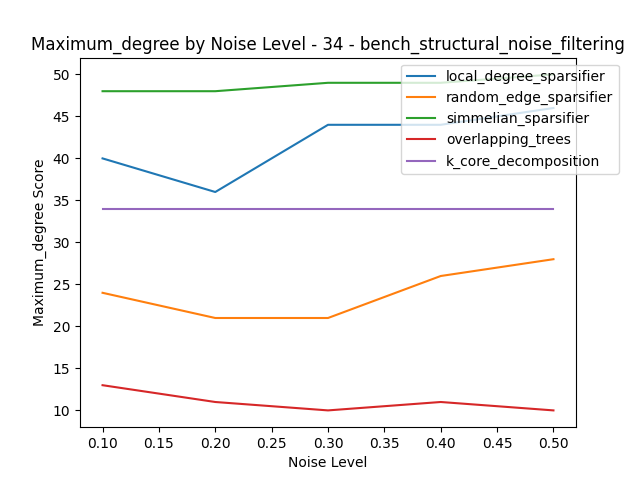 Maximum_degree by Noise Level - 34 - bench_structural_noise_filtering
local_degree_sparsifier
random_edge_sparsifier
simmelian_sparsifier
overlapping_trees
k_core_decomposition
Maximum_degree Score
50
45
40
35
30
25
20
15
10
0.10 0.15 0.20 0.25 0.30 0.35 0.40 0.45 0.50
Noise Level